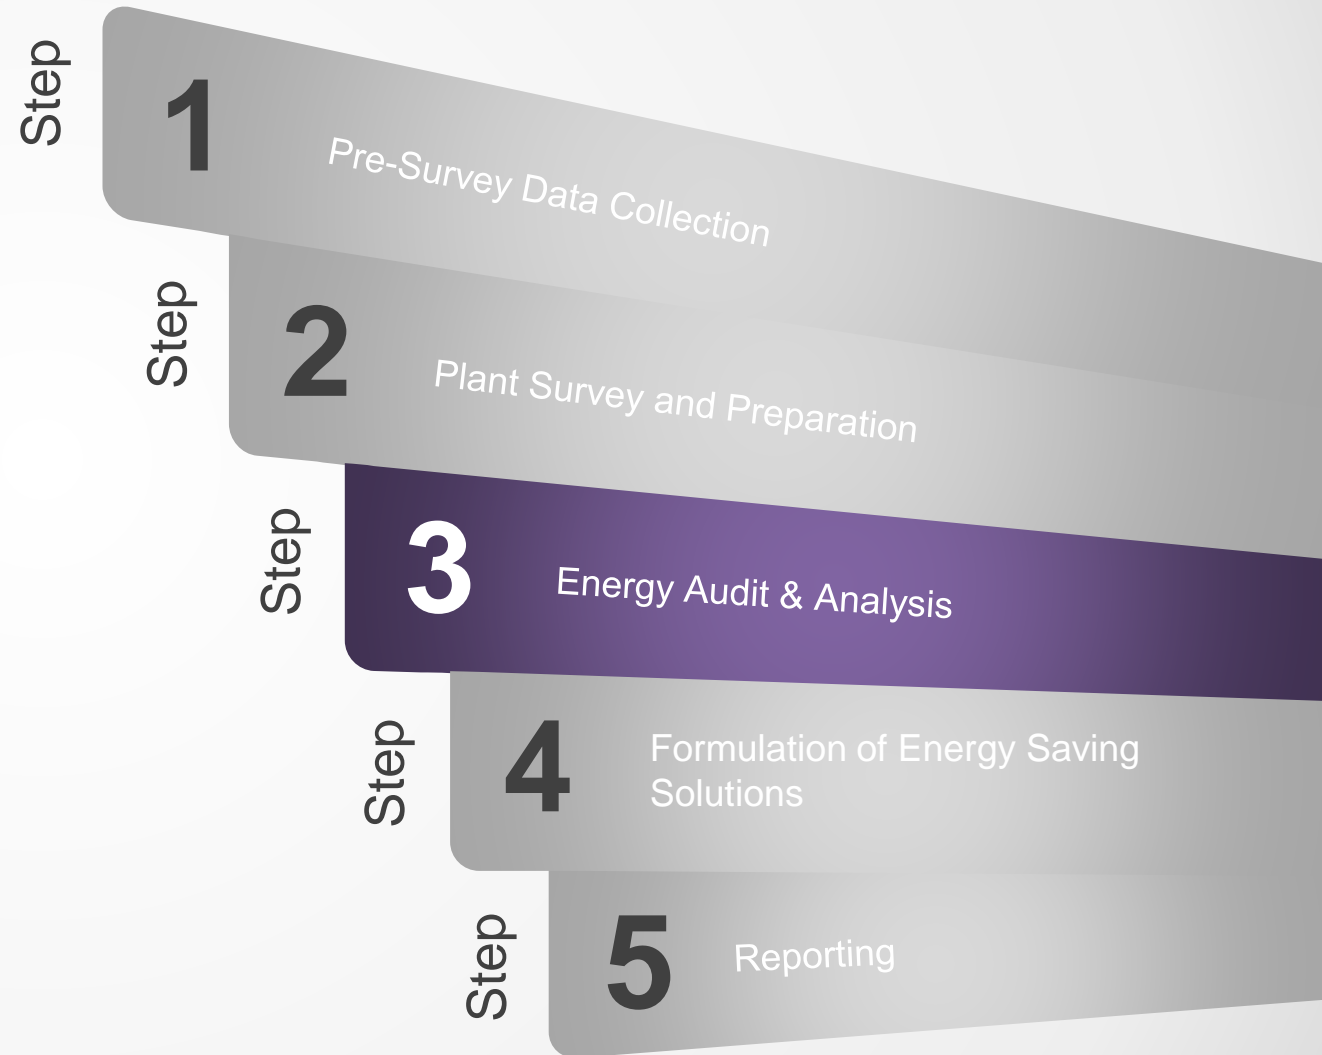 Step
1
Pre-Survey Data Collection
Step
2
Plant Survey and Preparation
Step
3
Energy Audit & Analysis
Step
4
Formulation of Energy Saving
Solutions
Step
5
Reporting